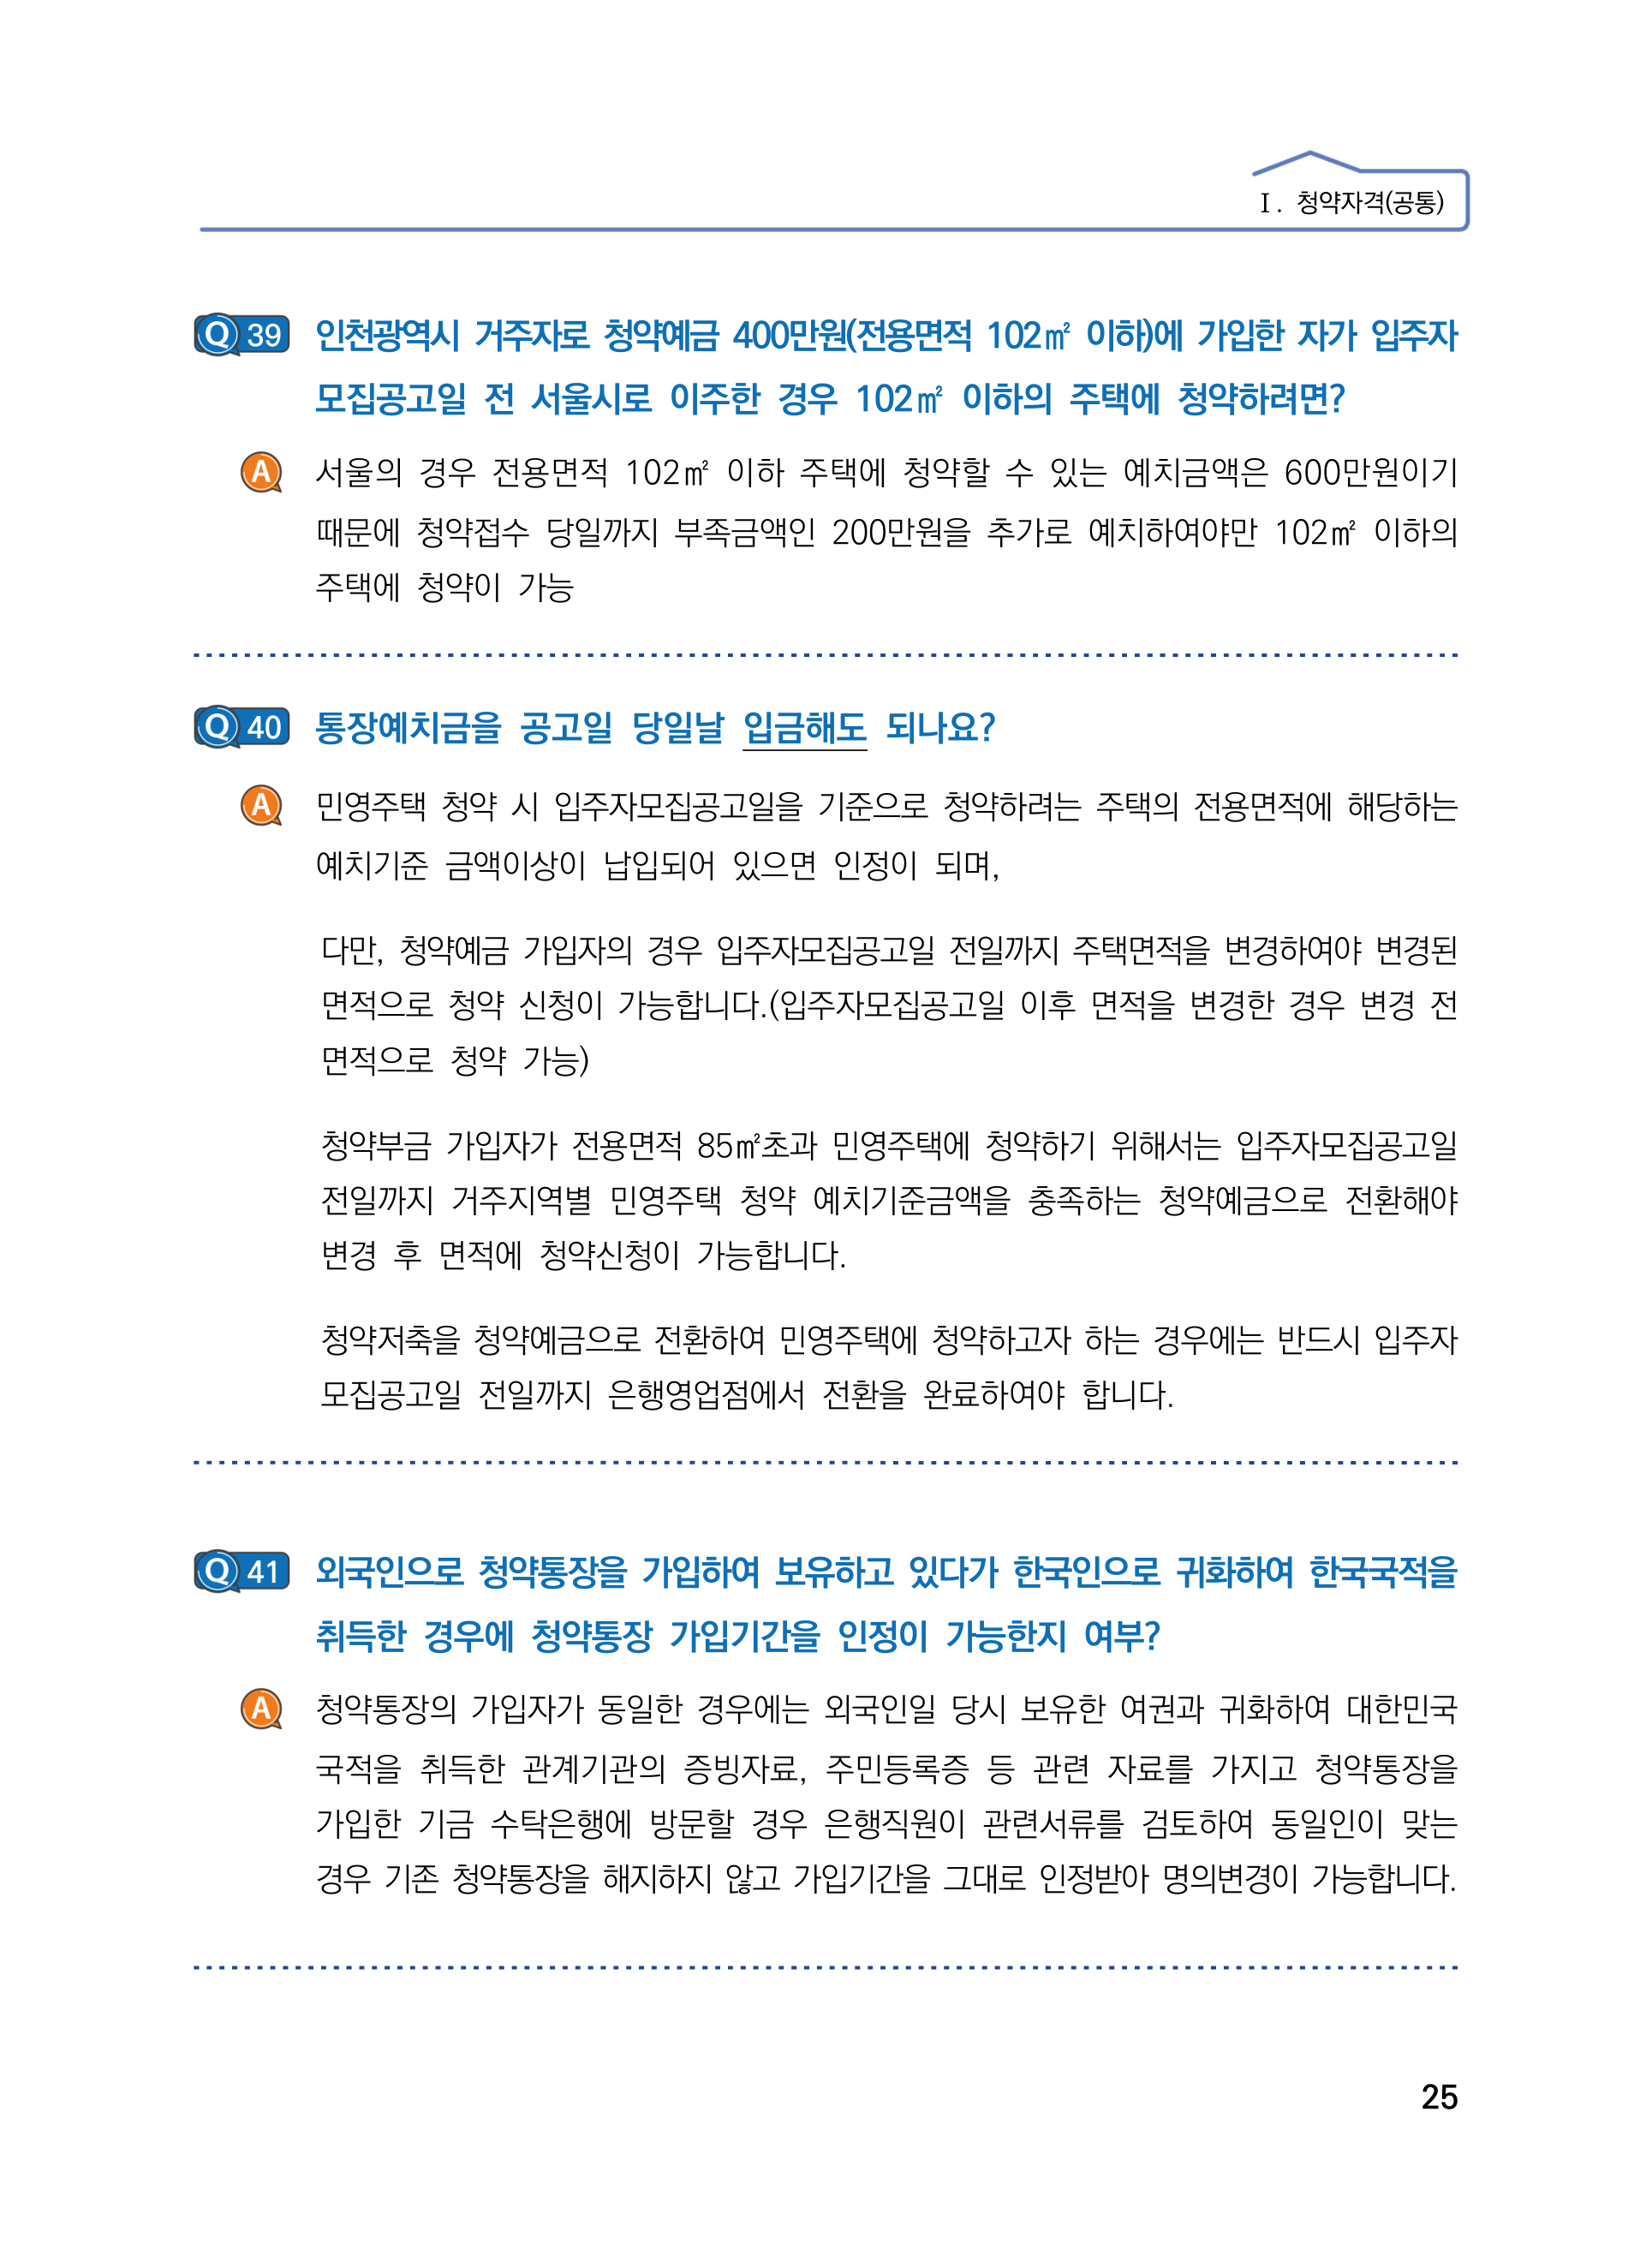 Ⅰ. 청약자격(공통)
Q 39 인천광역시 거주자로 청약예금 400만원(전용면적 102㎡ 이하)에 가입한 자가 입주자
모집공고일 전 서울시로 이주한 경우 102㎡ 이하의 주택에 청약하려면?
A 서울의 경우 전용면적 102㎡ 이하 주택에 청약할 수 있는 예치금액은 600만원이기
때문에 청약접수 당일까지 부족금액인 200만원을 추가로 예치하여야만 102㎡ 이하의
주택에 청약이 가능
Q 40 통장예치금을 공고일 당일날 입금해도 되나요?
A 민영주택 청약 시 입주자모집공고일을 기준으로 청약하려는 주택의 전용면적에 해당하는
예치기준 금액이상이 납입되어 있으면 인정이 되며,
다만, 청약예금 가입자의 경우 입주자모집공고일 전일까지 주택면적을 변경하여야 변경된
면적으로 청약 신청이 가능합니다.(입주자모집공고일 이후 면적을 변경한 경우 변경 전
면적으로 청약 가능)
청약부금 가입자가 전용면적 85㎡초과 민영주택에 청약하기 위해서는 입주자모집공고일
전일까지 거주지역별 민영주택 청약 예치기준금액을 충족하는 청약예금으로 전환해야
변경 후 면적에 청약신청이 가능합니다.
청약저축을 청약예금으로 전환하여 민영주택에 청약하고자 하는 경우에는 반드시 입주자
모집공고일 전일까지 은행영업점에서 전환을 완료하여야 합니다.
Q 41 외국인으로 청약통장을 가입하여 보유하고 있다가 한국인으로 귀화하여 한국국적을
취득한 경우에 청약통장 가입기간을 인정이 가능한지 여부?
A 청약통장의 가입자가 동일한 경우에는 외국인일 당시 보유한 여권과 귀화하여 대한민국
국적을 취득한 관계기관의 증빙자료, 주민등록증 등 관련 자료를 가지고 청약통장을
가입한 기금 수탁은행에 방문할 경우 은행직원이 관련서류를 검토하여 동일인이 맞는
경우 기존 청약통장을 해지하지 않고 가입기간을 그대로 인정받아 명의변경이 가능합니다.
25